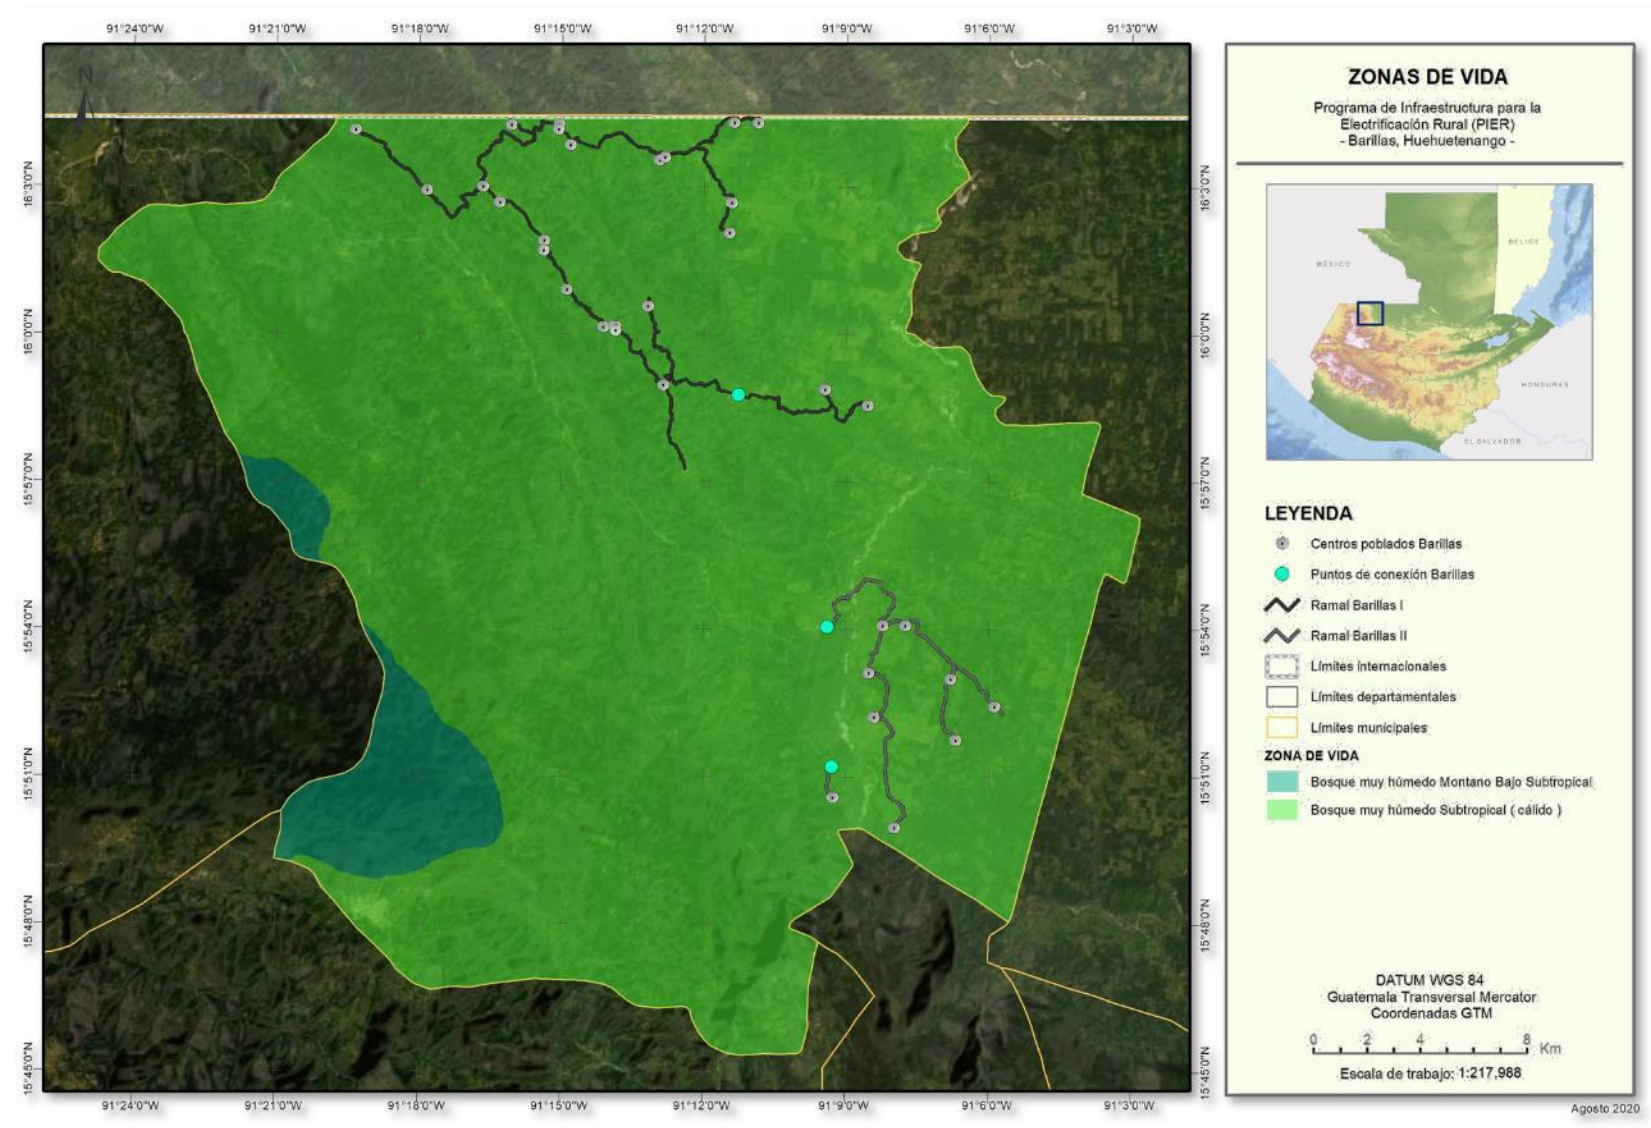 91°24'0"W 91°21'0"W 91°18'0"W 91°15'0"W 91°12'0"W 91°9'0"W 91°6'0"W 91°3'0"W
N
16°3'0"N
16°0'0"N
15°57'0"N
15°54'0"N
15°51'0"N
15°48'0"N
15°45'0"N
16°3'0"N
16°0'0"N
15°57'0"N
15°54'0"N
15°51'0"N
15°48'0"N
15°45'0"N
91°24'0"W 91°21'0"W 91°18'0"W 91°15'0"W 91°12'0"W 91°9'0"W 91°6'0"W 91°3'0"W
ZONAS DE VIDA
Programa de Infraestructura para la
Electrificación Rural (PIER)
- Barillas, Huehuetenango -
BELICE
MÉXICO
HONDURAS
EL SALVADOR
LEYENDA
Centros poblados Barillas
Puntos de conexión Barillas
Ramal Barillas I
Ramal Barillas II
Límites internacionales
Límites departamentales
Límites municipales
ZONA DE VIDA
Bosque muy húmedo Montano Bajo Subtropical
Bosque muy húmedo Subtropical ( cálido )
DATUM WGS 84
Guatemala Transversal Mercator
Coordenadas GTM
0 2 4 8 Km
Escala de trabajo: 1:217,988
Agosto 2020